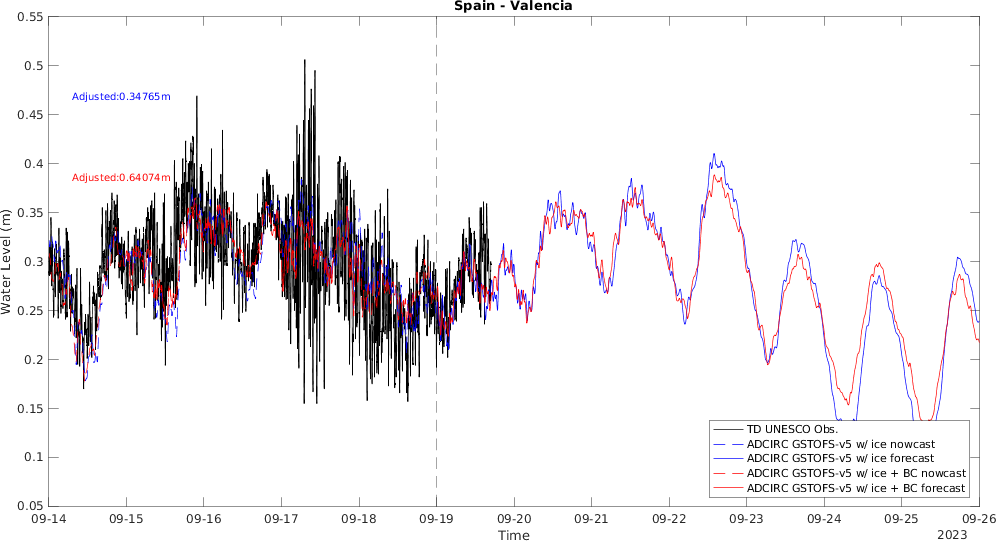 Spain - Valencia
0.55
0.5
0.45
0.4
0.35
0.3
0.25
0.2
0.15
0.1
0.05
Water Level (m)
Adjusted:0.34765m
Adjusted:0.64074m
TD UNESCO Obs.
ADCIRC GSTOFS-v5 w/ ice nowcast
ADCIRC GSTOFS-v5 w/ ice forecast
ADCIRC GSTOFS-v5 w/ ice + BC nowcast
ADCIRC GSTOFS-v5 w/ ice + BC forecast
09-14 09-15 09-16 09-17 09-18 09-19 09-20 09-21 09-22 09-23 09-24 09-25 09-26
Time
2023